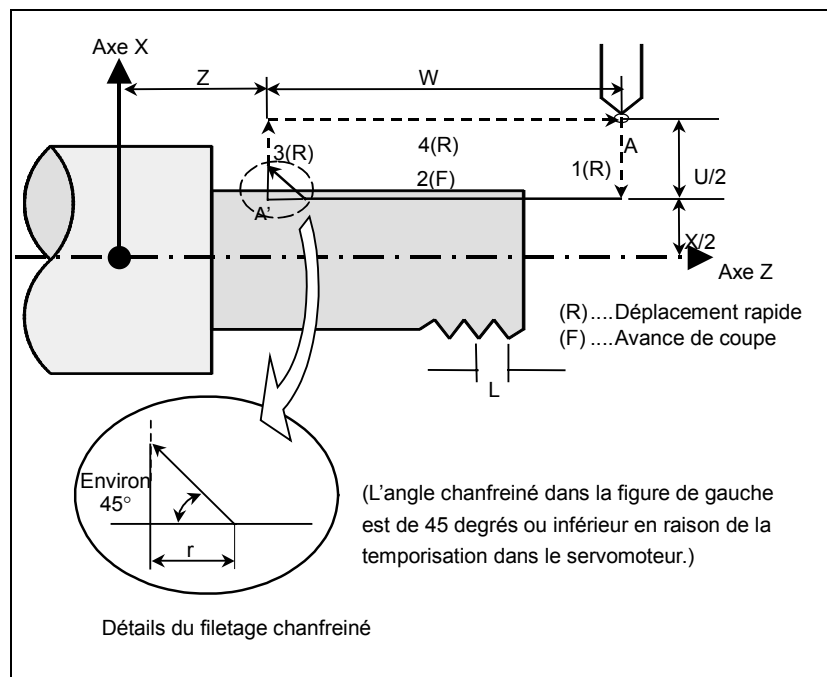 Axe X
Z
W
3(R)
4(R)
A
1(R)
U/2
2(F)
A'
X/2
Axe Z
(R)....Déplacement rapide
(F) ....Avance de coupe
L
Environ
45°
r
(L'angle chanfreiné dans la figure de gauche
est de 45 degrés ou inférieur en raison de la
temporisation dans le servomoteur.)
Détails du filetage chanfreiné